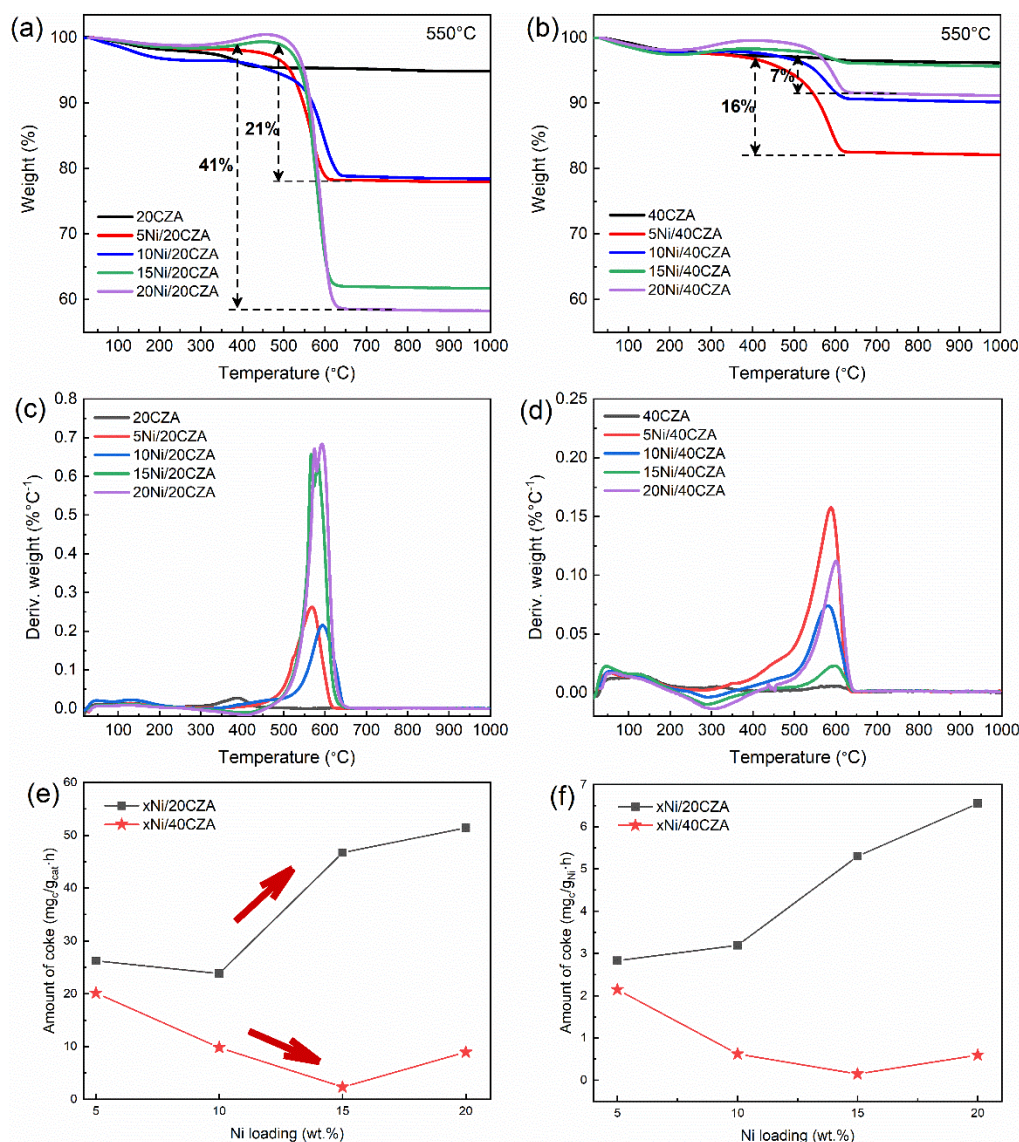 (a)
550°C
100
90
80
70
60
Weight (%)
41%
21%
20CZA
5Ni/20CZA
10Ni/20CZA
15Ni/20CZA
20Ni/20CZA
100 200 300 400 500 600 700 800 900 1000
Temperature (°C)
(b)
550°C
100
90
80
70
60
Weight (%)
16%
7%
40CZA
5Ni/40CZA
10Ni/40CZA
15Ni/40CZA
20Ni/40CZA
100 200 300 400 500 600 700 800 900 1000
Temperature (°C)
(c)
0.8
0.7
0.6
0.5
0.4
0.3
0.2
0.1
0.0
Deriv. weight (%°C⁻¹)
20CZA
5Ni/20CZA
10Ni/20CZA
15Ni/20CZA
20Ni/20CZA
100 200 300 400 500 600 700 800 900 1000
Temperature (°C)
(d)
0.25
0.20
0.15
0.10
0.05
0.00
Deriv. weight (%°C⁻¹)
40CZA
5Ni/40CZA
10Ni/40CZA
15Ni/40CZA
20Ni/40CZA
100 200 300 400 500 600 700 800 900 1000
Temperature (°C)
(e)
60
50
40
30
20
10
0
Amount of coke (mg_c/g_cat·h)
xNi/20CZA
xNi/40CZA
5 10 15 20
Ni loading (wt.%)
(f)
7
6
5
4
3
2
1
0
Amount of coke (mg_c/g_Ni·h)
xNi/20CZA
xNi/40CZA
5 10 15 20
Ni loading (wt.%)